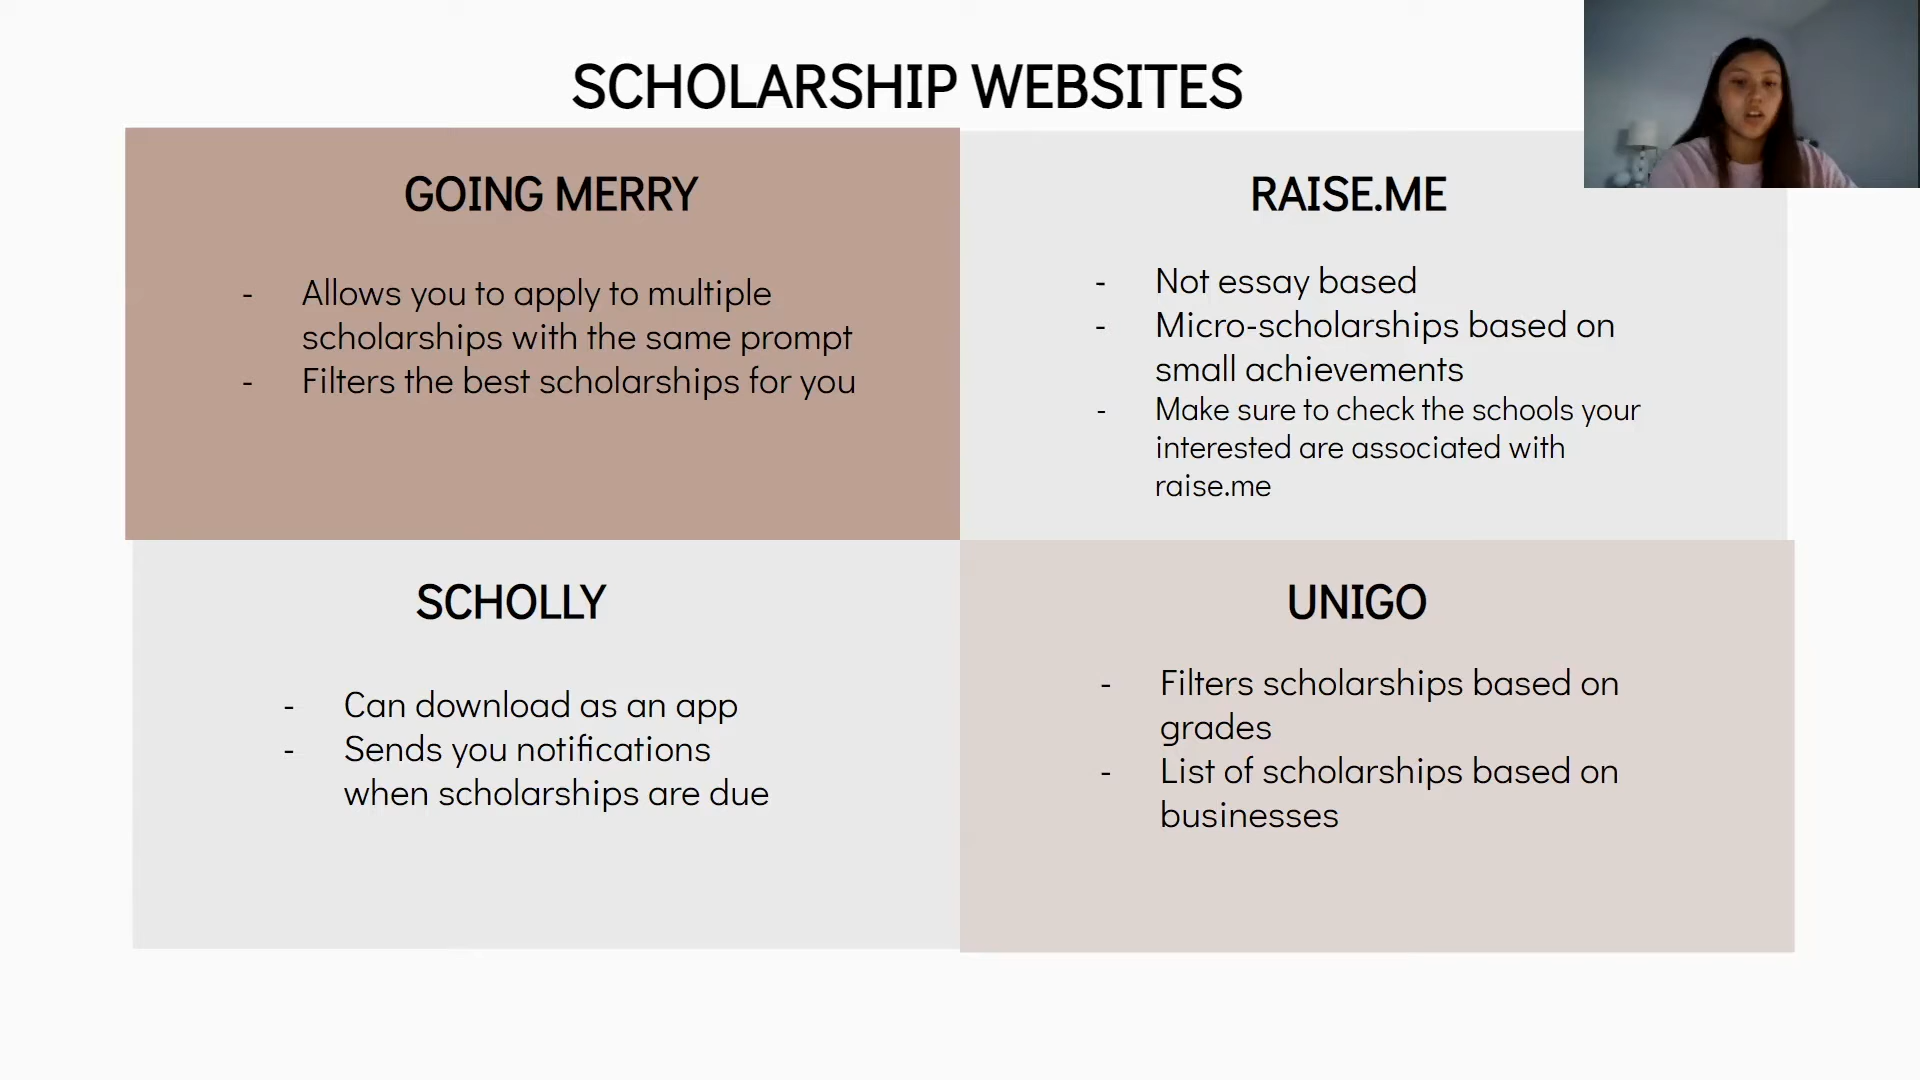 SCHOLARSHIP WEBSITES
GOING MERRY
- Allows you to apply to multiple
scholarships with the same prompt
- Filters the best scholarships for you
RAISE.ME
- Not essay based
- Micro-scholarships based on
small achievements
- Make sure to check the schools your
interested are associated with
raise.me
SCHOLLY
- Can download as an app
- Sends you notifications
when scholarships are due
UNIGO
- Filters scholarships based on
grades
- List of scholarships based on
businesses